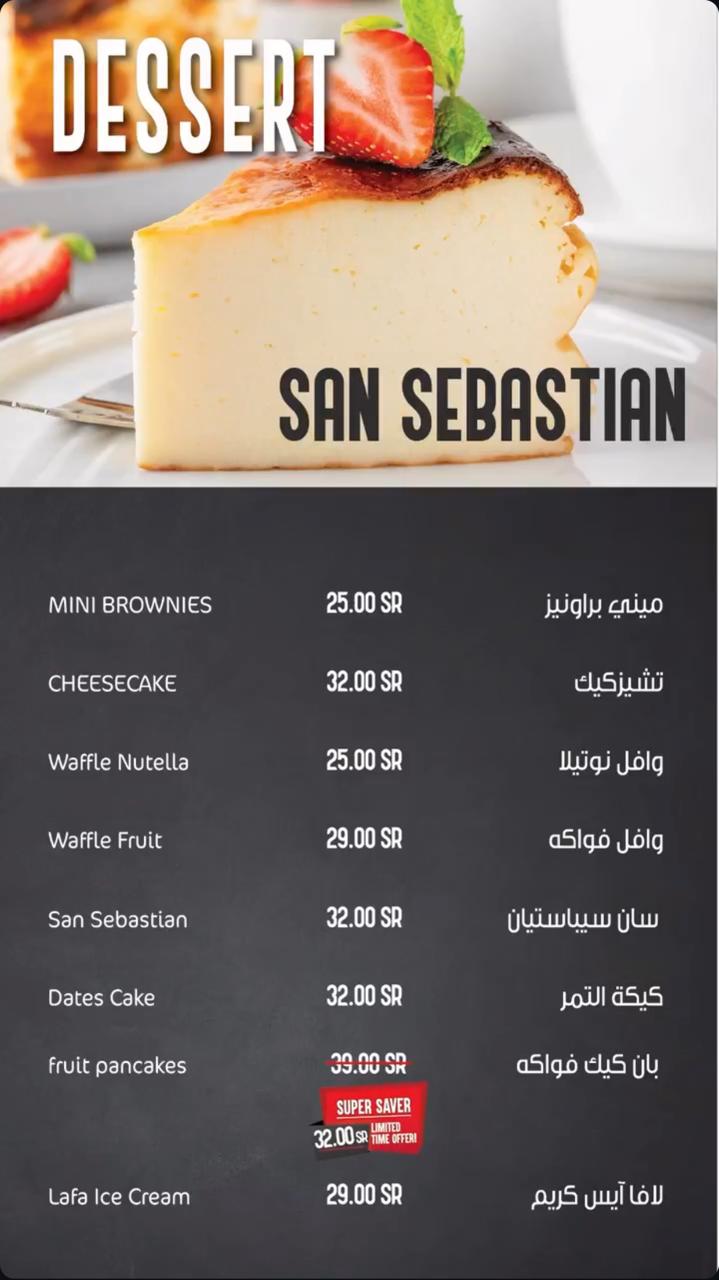 DESSERT
SAN SEBASTIAN
MINI BROWNIES 25.00 SR ميني براونيز
CHEESECAKE 32.00 SR تشيزكيك
Waffle Nutella 25.00 SR وافل نوتيلا
Waffle Fruit 29.00 SR وافل فواكه
San Sebastian 32.00 SR سان سيباستيان
Dates Cake 32.00 SR كيكة التمر
fruit pancakes 39.00 SR بان كيك فواكه
SUPER SAVER
32.00 SR LIMITED
TIME OFFER!
Lafa Ice Cream 29.00 SR لافا آيس كريم